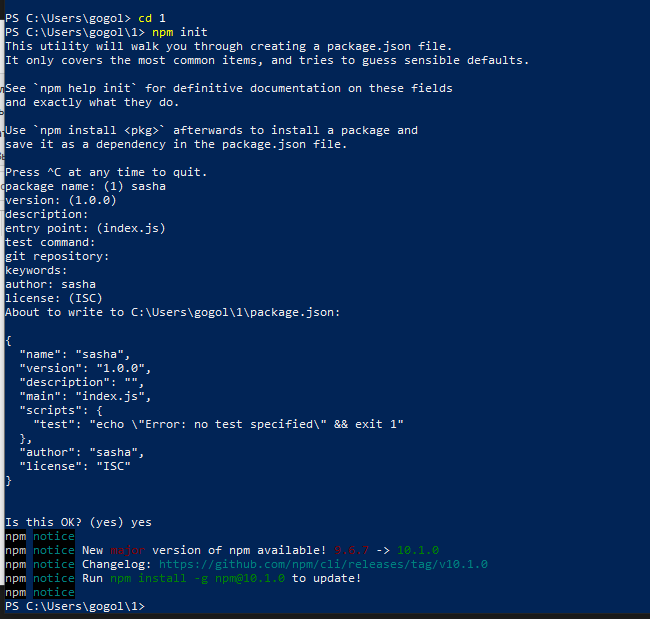 PS C:\Users\gogol> cd 1
PS C:\Users\gogol\1> npm init
This utility will walk you through creating a package.json file.
It only covers the most common items, and tries to guess sensible defaults.
See `npm help init` for definitive documentation on these fields
and exactly what they do.
Use `npm install <pkg>` afterwards to install a package and
save it as a dependency in the package.json file.
Press ^C at any time to quit.
package name: (1) sasha
version: (1.0.0)
description:
entry point: (index.js)
test command:
git repository:
keywords:
author: sasha
license: (ISC)
About to write to C:\Users\gogol\1\package.json:
{
  "name": "sasha",
  "version": "1.0.0",
  "description": "",
  "main": "index.js",
  "scripts": {
    "test": "echo \"Error: no test specified\" && exit 1"
  },
  "author": "sasha",
  "license": "ISC"
}
Is this OK? (yes) yes
npm notice
npm notice New major version of npm available! 9.6.7 -> 10.1.0
npm notice Changelog: https://github.com/npm/cli/releases/tag/v10.1.0
npm notice Run npm install -g npm@10.1.0 to update!
npm notice
PS C:\Users\gogol\1>